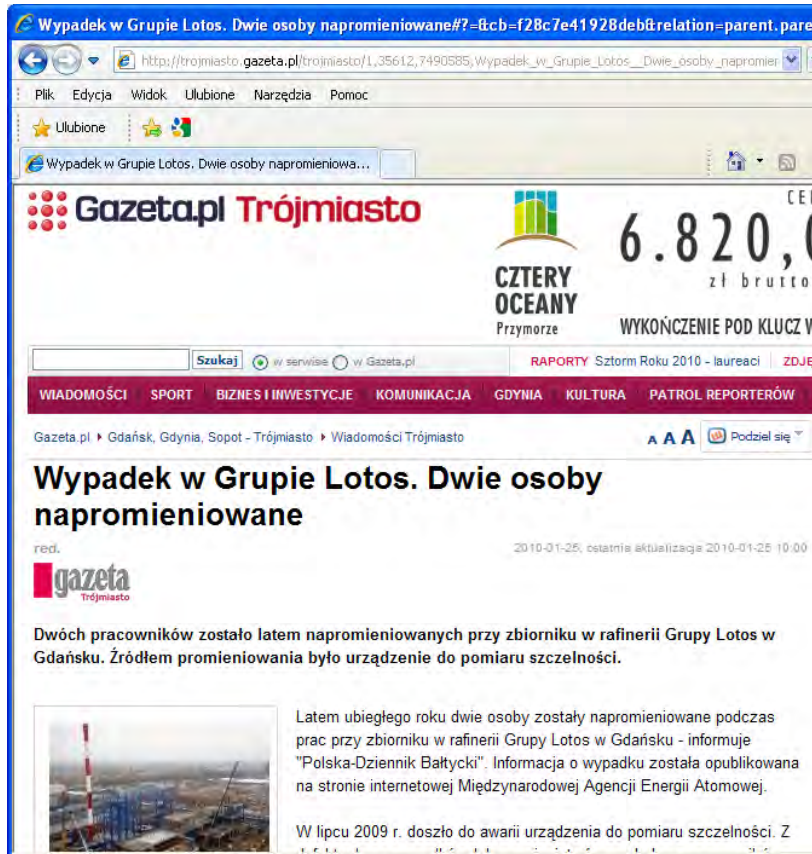 Wypadek w Grupie Lotos. Dwie osoby napromieniowane#?=&cb=f28c7e41928deb&relation=parent.pare
http://trojmiasto.gazeta.pl/trojmiasto/1,35612,7490585,Wypadek_w_Grupie_Lotos__Dwie_osoby_napromier
Plik Edycja Widok Ulubione Narzędzia Pomoc
Ulubione
Wypadek w Grupie Lotos. Dwie osoby napromieniowa...
Gazeta.pl Trójmiasto
CZTERY
OCEANY
Przymorze
6.820,
zł brutto
WYKOŃCZENIE POD KLUCZ W
Szukaj w serwisie w Gazeta.pl
RAPORTY Sztorm Roku 2010 - laureaci ZDJĘ
WIADOMOŚCI SPORT BIZNES I INWESTYCJE KOMUNIKACJA GDYNIA KULTURA PATROL REPORTERÓW
Gazeta.pl Gdańsk, Gdynia, Sopot - Trójmiasto Wiadomości Trójmiasto
A A A Podziel się
Wypadek w Grupie Lotos. Dwie osoby
napromieniowane
red.
2010-01-25, ostatnia aktualizacja 2010-01-25 10:00
gazeta
Trójmiasto
Dwóch pracowników zostało latem napromieniowanych przy zbiorniku w rafinerii Grupy Lotos w
Gdańsku. Źródłem promieniowania było urządzenie do pomiaru szczelności.
Latem ubiegłego roku dwie osoby zostały napromieniowane podczas
prac przy zbiorniku w rafinerii Grupy Lotos w Gdańsku - informuje
"Polska-Dziennik Bałtycki". Informacja o wypadku została opublikowana
na stronie internetowej Międzynarodowej Agencji Energii Atomowej.
W lipcu 2009 r. doszło do awarii urządzenia do pomiaru szczelności. Z